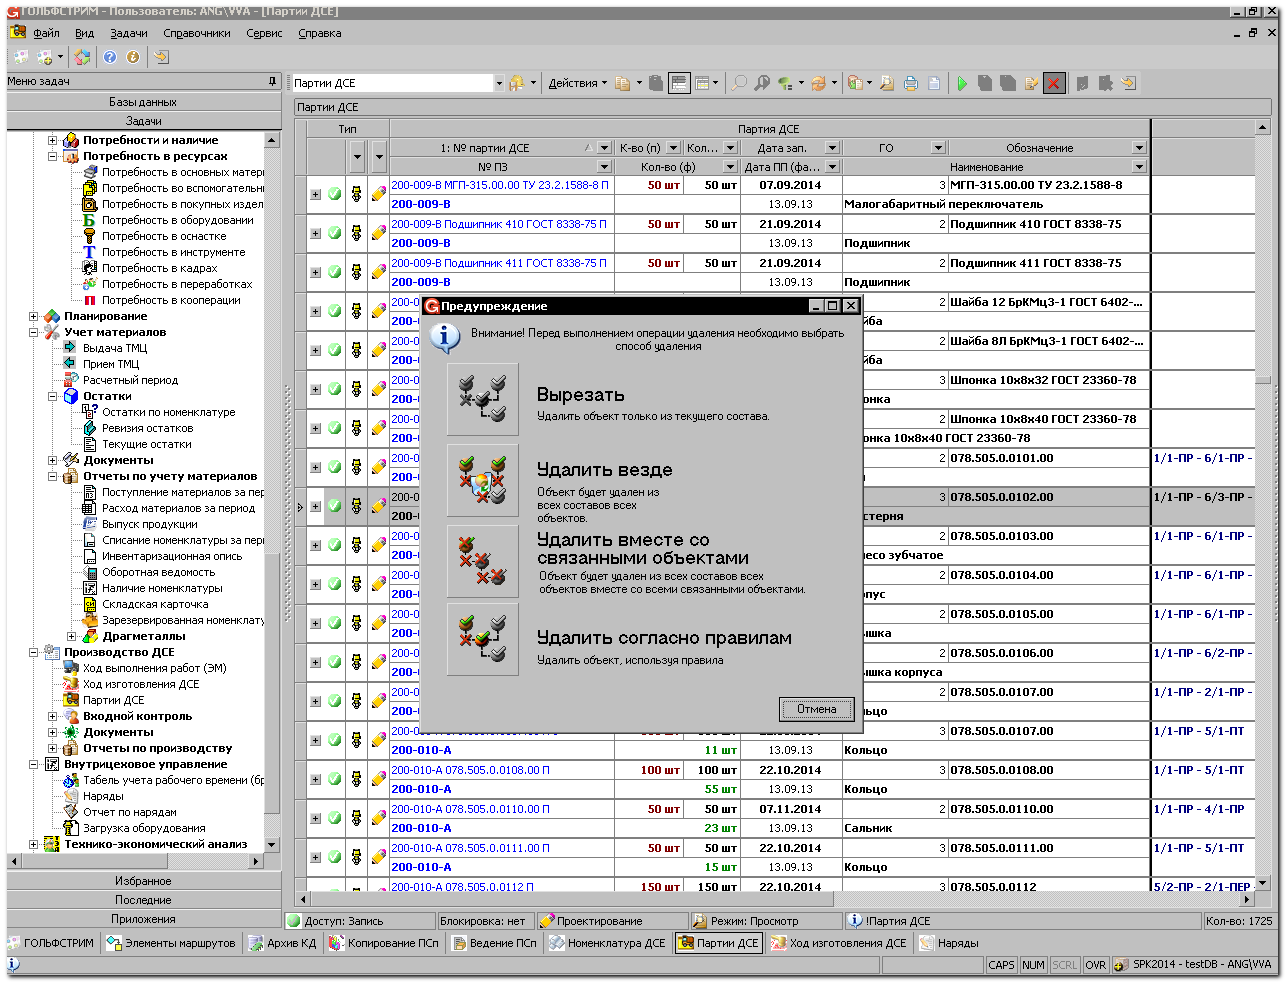 ГОЛЬФСТРИМ - Пользователь: ANG\VVA - [Партии ДСЕ]
Файл Вид Задачи Справочники Сервис Справка
Меню задач
Партии ДСЕ
Действия
Базы данных
Задачи
Потребности и наличие
Потребность в ресурсах
Потребность в основных матери
Потребность во вспомогательн
Потребность в покупных издел
Потребность в оборудовании
Потребность в оснастке
Потребность в инструменте
Потребность в кадрах
Потребность в переработках
Потребность в кооперации
Планирование
Учет материалов
Выдача ТМЦ
Прием ТМЦ
Расчетный период
Остатки
Остатки по номенклатуре
Ревизия остатков
Текущие остатки
Документы
Отчеты по учету материалов
Поступление материалов за пер
Расход материалов за период
Выпуск продукции
Списание номенклатуры за пери
Инвентаризационная опись
Оборотная ведомость
Наличие номенклатуры
Складская карточка
Зарезервированная номенклату
Драгметаллы
Производство ДСЕ
Ход выполнения работ (ЭМ)
Ход изготовления ДСЕ
Партии ДСЕ
Входной контроль
Документы
Отчеты по производству
Внутрицеховое управление
Табель учета рабочего времени (бр
Наряды
Отчет по нарядам
Загрузка оборудования
Технико-экономический анализ
Избранное
Последние
Приложения
Партии ДСЕ
Тип Партия ДСЕ
1: № партии ДСЕ К-во (п) Кол... Дата зап. ГО Обозначение
№ ПЗ Кол-во (ф) Дата ПП (фа... Наименование
200-009-В МГП-315.00.00 ТУ 23.2.1588-8 П 50 шт 50 шт 07.09.2014 3 МГП-315.00.00 ТУ 23.2.1588-8
200-009-В 13.09.13 Малогабаритный переключатель
200-009-В Подшипник 410 ГОСТ 8338-75 П 50 шт 50 шт 21.09.2014 2 Подшипник 410 ГОСТ 8338-75
200-009-В 13.09.13 Подшипник
200-009-В Подшипник 411 ГОСТ 8338-75 П 50 шт 50 шт 21.09.2014 2 Подшипник 411 ГОСТ 8338-75
200-009-В 13.09.13 Подшипник
200-0 2 Шайба 12 БрКМц3-1 ГОСТ 6402-...
200- йба
200-0 2 Шайба 8Л БрКМц3-1 ГОСТ 6402-...
200- йба
200-0 3 Шпонка 10х8х32 ГОСТ 23360-78
200- онка
200-0 2 Шпонка 10х8х40 ГОСТ 23360-78
200- онка 10х8х40 ГОСТ 23360-78
200-0 2 078.505.0.0101.00 1/1-ПР - 6/1-ПР -
200-
200-0 3 078.505.0.0102.00 1/1-ПР - 6/3-ПР -
200- стерня
200-0 2 078.505.0.0103.00 1/1-ПР - 6/1-ПР -
200- несо зубчатое
200-0 2 078.505.0.0104.00 1/1-ПР - 6/1-ПР -
200- рпус
200-0 2 078.505.0.0105.00 1/1-ПР - 6/1-ПР -
200- ышка
200-0 2 078.505.0.0106.00 1/1-ПР - 6/2-ПР -
200- ышка корпуса
200-0 2 078.505.0.0107.00 1/1-ПР - 2/1-ПР -
200- льцо
2 078.505.0.0107.00 1/1-ПР - 5/1-ПТ
200-010-А 11 шт 13.09.13 Кольцо
200-010-А 078.505.0.0108.00 П 100 шт 100 шт 22.10.2014 3 078.505.0.0108.00 1/1-ПР - 5/1-ПТ
200-010-А 55 шт 13.09.13 Кольцо
200-010-А 078.505.0.0110.00 П 50 шт 50 шт 07.11.2014 2 078.505.0.0110.00 1/1-ПР - 4/1-ПР
200-010-А 23 шт 13.09.13 Сальник
200-010-А 078.505.0.0111.00 П 50 шт 50 шт 22.10.2014 3 078.505.0.0111.00 1/1-ПР - 5/1-ПТ
200-010-А 15 шт 13.09.13 Кольцо
200-010-А 078.505.0.0112 П 150 шт 150 шт 22.10.2014 3 078.505.0.0112 5/2-ПР - 2/1-ПЕР
Предупреждение
Внимание! Перед выполнением операции удаления необходимо выбрать
способ удаления
Вырезать
Удалить объект только из текущего состава.
Удалить везде
Объект будет удален из
всех составов всех
объектов.
Удалить вместе со
связанными объектами
Объект будет удален из всех составов всех
объектов вместе со всеми связанными объектами.
Удалить согласно правилам
Удалить объект, используя правила
Отмена
Доступ: Запись Блокировка: нет Проектирование Режим: Просмотр !Партия ДСЕ Кол-во: 1725
ГОЛЬФСТРИМ Элементы маршрутов Архив КД Копирование ПСп Ведение ПСп Номенклатура ДСЕ Партии ДСЕ Ход изготовления ДСЕ Наряды
CAPS NUM SCRL OVR SPK2014 - testDB - ANG\VVA